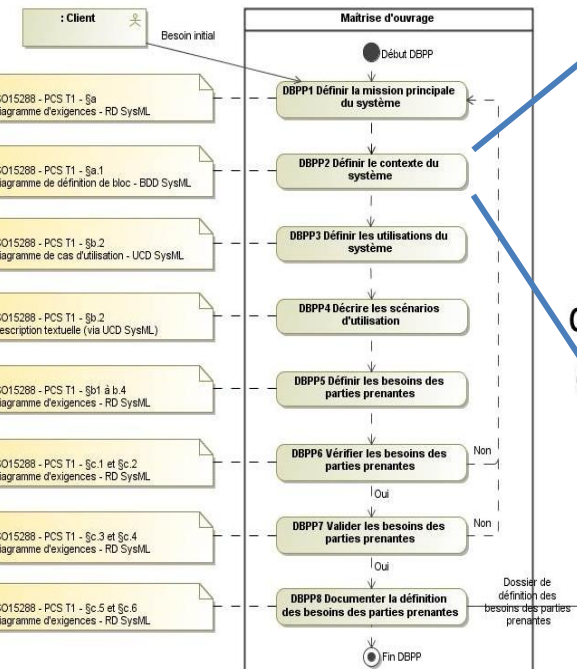 : Client
Besoin initial
Maîtrise d'ouvrage
Début DBPP
SO15288 - PCS T1 - §a
iagramme d'exigences - RD SysML
DBPP1 Définir la mission principale
du système
SO15288 - PCS T1 - §a.1
iagramme de définition de bloc - BDD SysML
DBPP2 Définir le contexte du
système
SO15288 - PCS T1 - §b.2
iagramme de cas d'utilisation - UCD SysML
DBPP3 Définir les utilisations du
système
SO15288 - PCS T1 - §b.2
escription textuelle (via UCD SysML)
DBPP4 Décrire les scénarios
d'utilisation
SO15288 - PCS T1 - §b1 à b.4
iagramme d'exigences - RD SysML
DBPP5 Définir les besoins des
parties prenantes
SO15288 - PCS T1 - §c.1 et §c.2
iagramme d'exigences - RD SysML
DBPP6 Vérifier les besoins des
parties prenantes
Non
Oui
SO15288 - PCS T1 - §c.3 et §c.4
iagramme d'exigences - RD SysML
DBPP7 Valider les besoins des
parties prenantes
Non
Oui
SO15288 - PCS T1 - §c.5 et §c.6
iagramme d'exigences - RD SysML
DBPP8 Documenter la définition
des besoins des parties prenantes
Dossier de
définition des
besoins des parties
prenantes
Fin DBPP